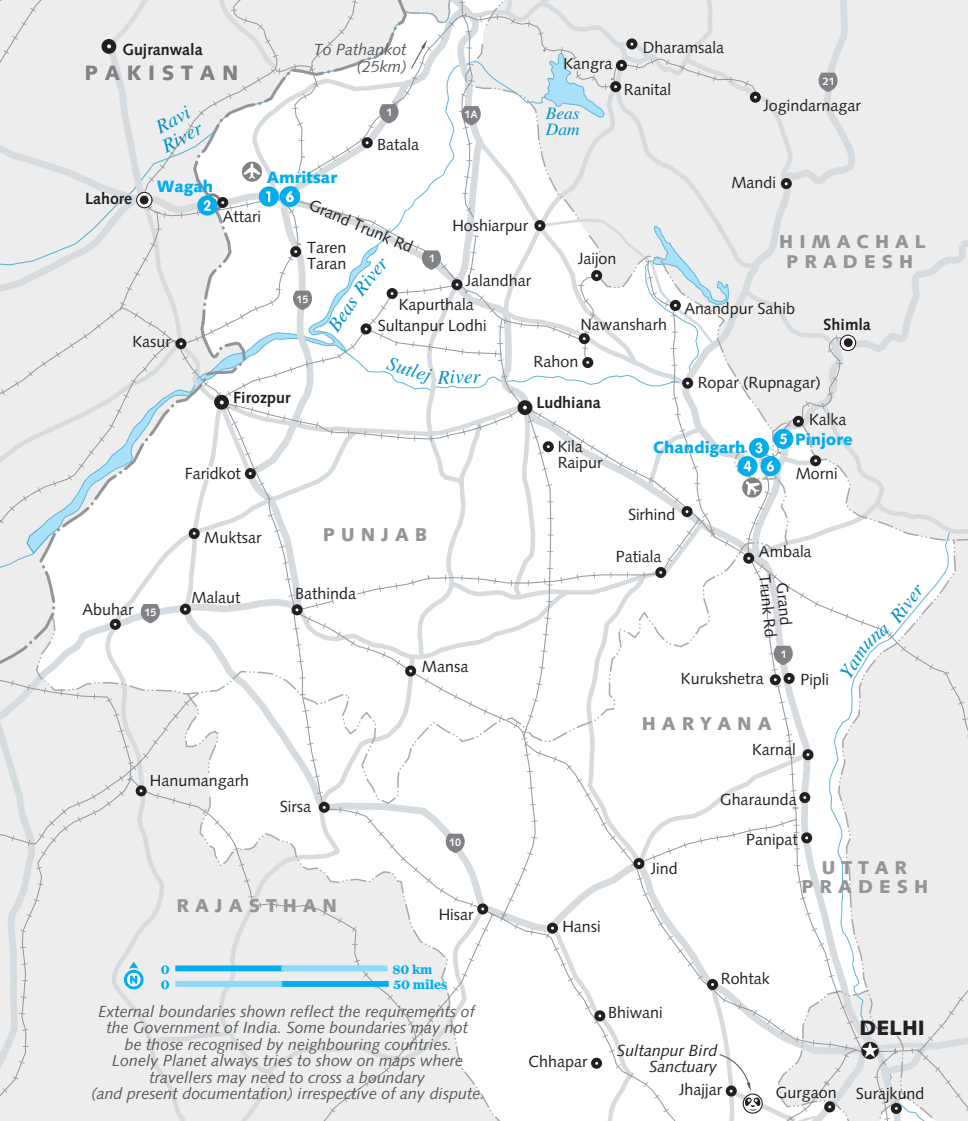 Gujranwala
PAKISTAN
To Pathankot
(25km)
Dharamsala
Kangra
Ranital
21
Jogindarnagar
Ravi
River
1
1A
Beas
Dam
Batala
Mandi
Wagah
Amritsar
Lahore
2
1
6
Attari
Grand Trunk Rd
Hoshiarpur
HIMACHAL
PRADESH
Taren
Taran
1
Jaijon
15
Beas River
Jalandhar
Kapurthala
Anandpur Sahib
Shimla
Sultanpur Lodhi
Nawansharh
Kasur
Rahon
Sutlej River
Ropar (Rupnagar)
Firozpur
Ludhiana
Kalka
Chandigarh
3
5
Pinjore
Kila
Raipur
4
6
Morni
Faridkot
Sirhind
Muktsar
PUNJAB
Patiala
Ambala
Grand
Trunk Rd
Yamuna River
Abuhar
15
Malaut
Bathinda
1
Mansa
Kurukshetra
Pipli
HARYANA
Karnal
Hanumangarh
Sirsa
Gharaunda
10
Panipat
Jind
UTTAR
PRADESH
RAJASTHAN
Hisar
Hansi
N
0
80 km
0
50 miles
Rohtak
External boundaries shown reflect the requirements of
the Government of India. Some boundaries may not
be those recognised by neighbouring countries.
Lonely Planet always tries to show on maps where
travellers may need to cross a boundary
(and present documentation) irrespective of any dispute.
Bhiwani
DELHI
Chhapar
Sultanpur Bird
Sanctuary
Jhajjar
Gurgaon
Surajkund